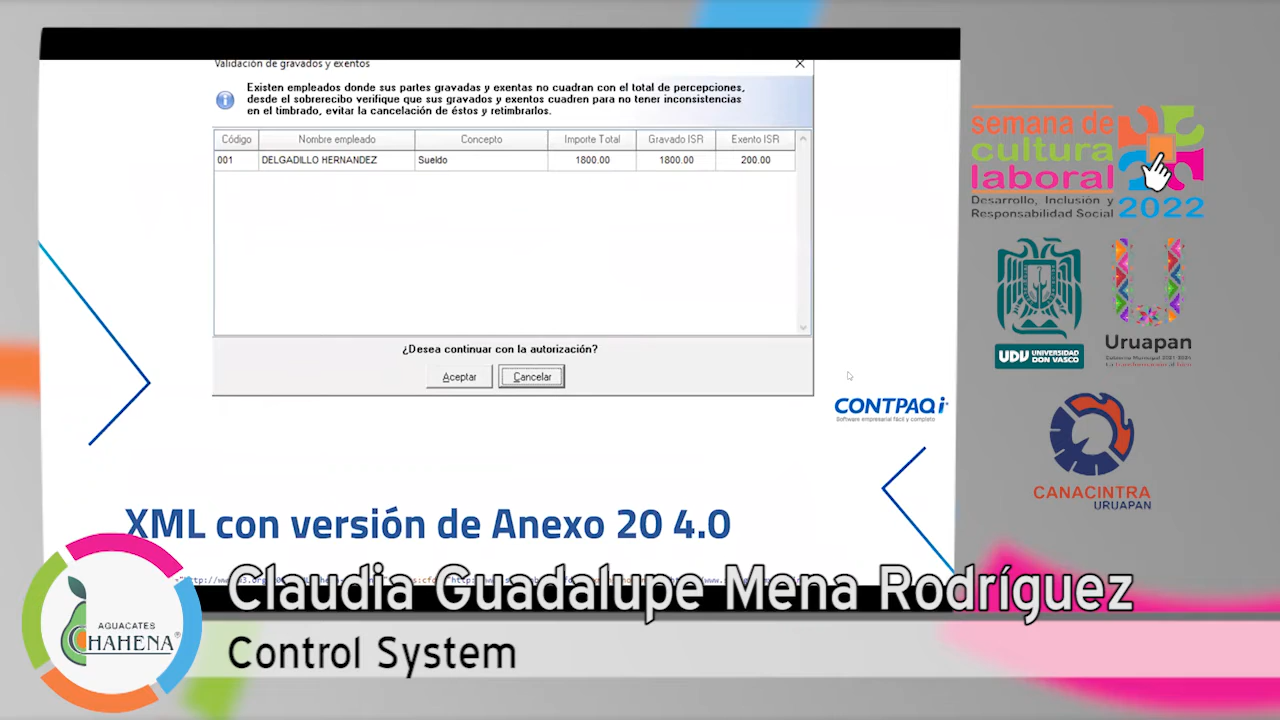 Validación de gravados y exentos
Existen empleados donde sus partes gravadas y exentas no cuadran con el total de percepciones,
desde el sobrerecibo verifique que sus gravados y exentos cuadren para no tener inconsistencias
en el timbrado, evitar la cancelación de éstos y retimbrarlos.
Código Nombre empleado Concepto Importe Total Gravado ISR Exento ISR
001 DELGADILLO HERNANDEZ Sueldo 1800.00 1800.00 200.00
¿Desea continuar con la autorización?
Aceptar Cancelar
CONTPAQi
Software empresarial fácil y completo
XML con versión de Anexo 20 4.0
semana de
cultura
laboral
Desarrollo, Inclusión y
Responsabilidad Social
2022
UDV UNIVERSIDAD
DON VASCO
Uruapan
Gobierno Municipal 2021-2024
CANACINTRA
URUAPAN
AGUACATES
CHAHENA®
Claudia Guadalupe Mena Rodríguez
Control System